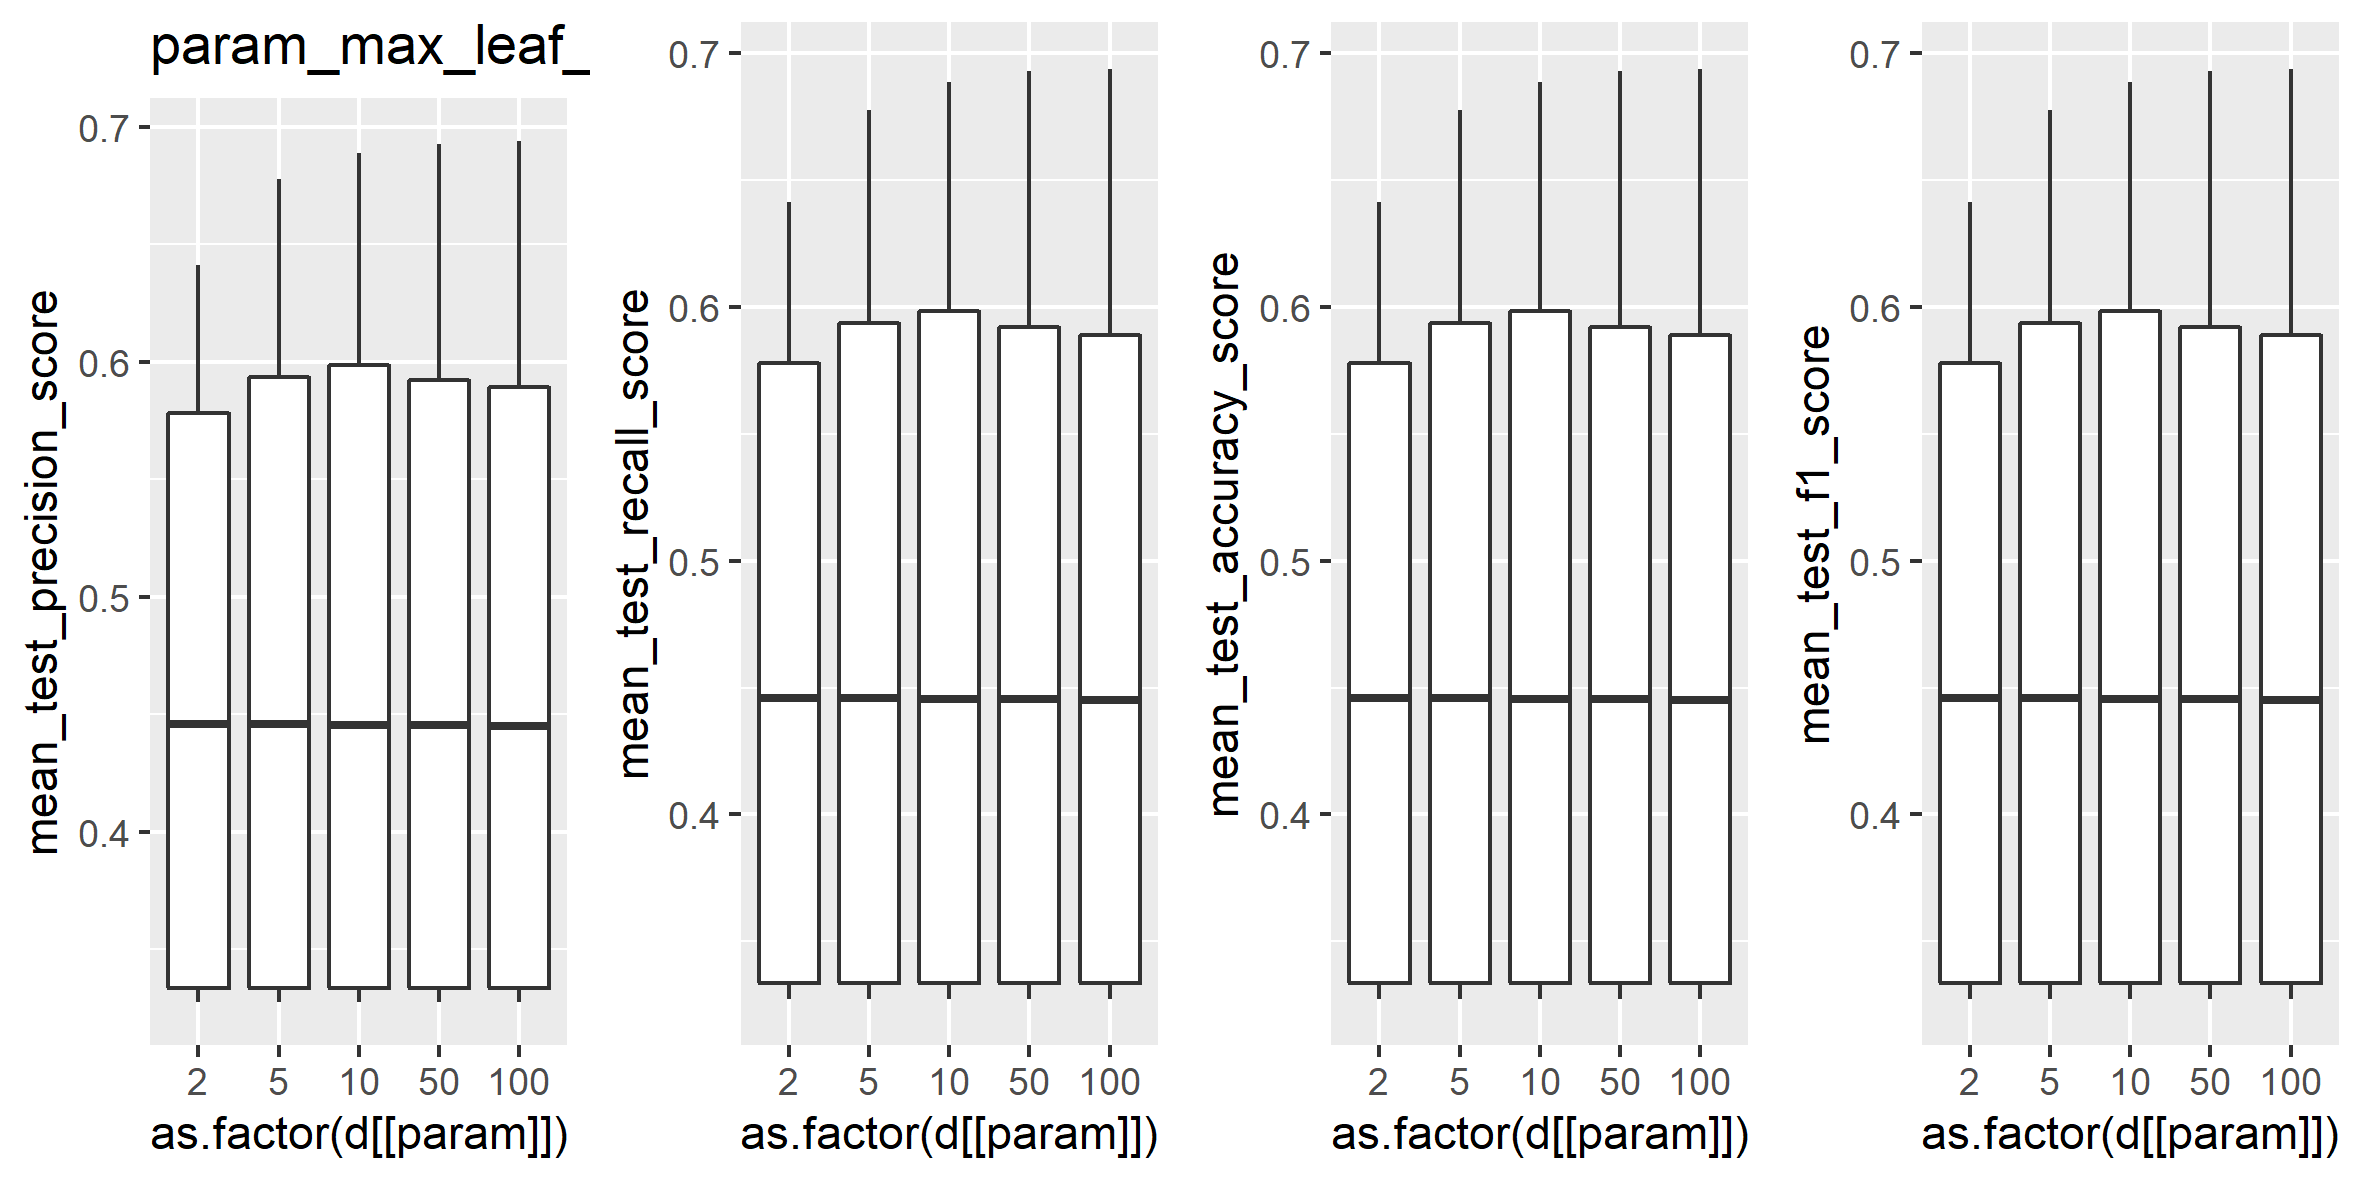 param_max_leaf_
mean_test_precision_score
0.7
0.6
0.5
0.4
2 5 10 50 100
as.factor(d[[param]])
mean_test_recall_score
0.7
0.6
0.5
0.4
2 5 10 50 100
as.factor(d[[param]])
mean_test_accuracy_score
0.7
0.6
0.5
0.4
2 5 10 50 100
as.factor(d[[param]])
mean_test_f1_score
0.7
0.6
0.5
0.4
2 5 10 50 100
as.factor(d[[param]])